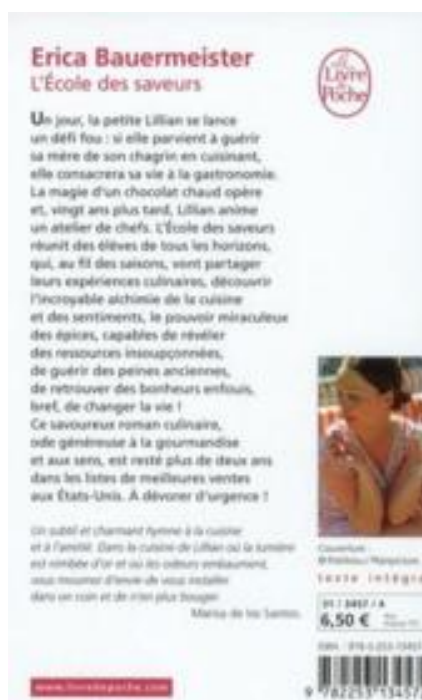 Erica Bauermeister
L'École des saveurs
Le
Livre
de
Poche
Un jour, la petite Lillian se lance
un défi fou : si elle parvient à guérir
sa mère de son chagrin en cuisinant,
elle consacrera sa vie à la gastronomie.
La magie d'un chocolat chaud opère
et, vingt ans plus tard, Lillian anime
un atelier de chefs. L'École des saveurs
réunit des élèves de tous les horizons,
qui, au fil des saisons, vont partager
leurs expériences culinaires, découvrir
l'incroyable alchimie de la cuisine
et des sentiments, le pouvoir miraculeux
des épices, capables de révéler
des ressources insoupçonnées,
de guérir des peines anciennes,
de retrouver des bonheurs enfouis,
bref, de changer la vie !
Ce savoureux roman culinaire,
ode généreuse à la gourmandise
et aux sens, est resté plus de deux ans
dans les listes de meilleures ventes
aux États-Unis. À dévorer d'urgence !
Un subtil et charmant hymne à la cuisine
et à l'amitié. Dans la cuisine de Lillian où la lumière
est nimbée d'or et où les odeurs embaument,
vous mourrez d'envie de vous installer
dans un coin et de n'en plus bouger.
Marisa de los Santos.
Couverture :
texte intégra
31 / 3457 / 4
6,50 €
www.livredepoche.com
9 782253 13457